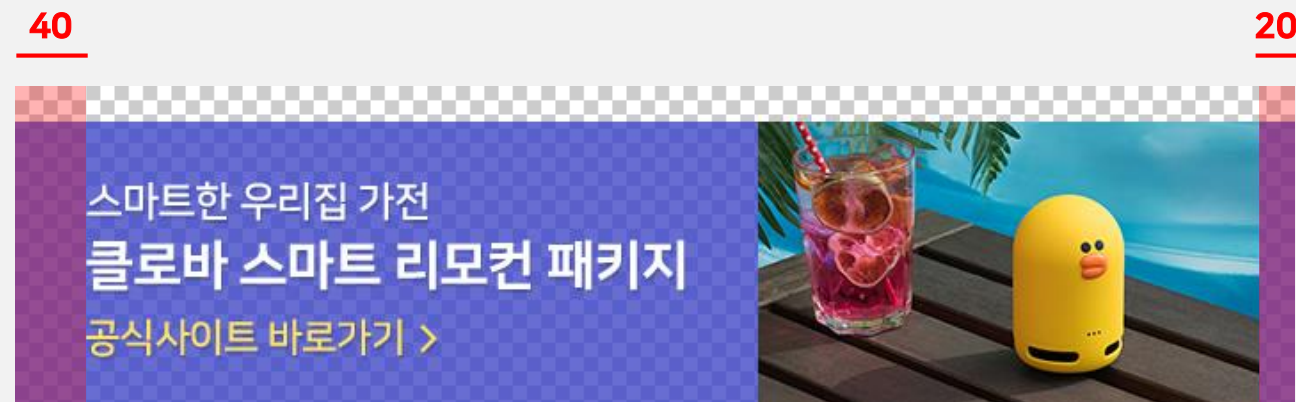 40
20
스마트한 우리집 가전
클로바 스마트 리모컨 패키지
공식사이트 바로가기 >